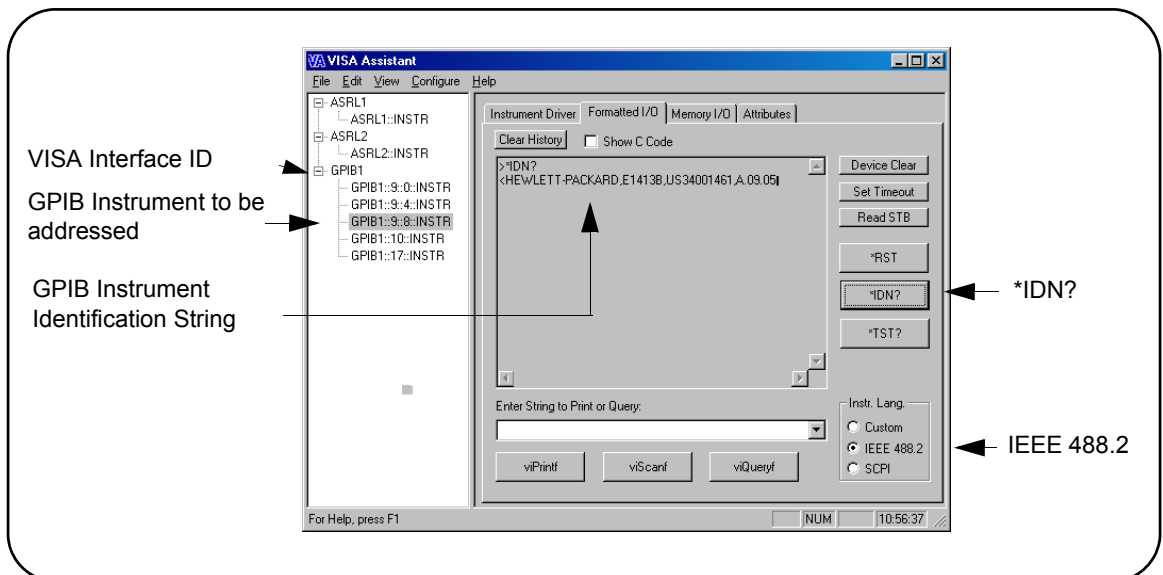 VISA Interface ID
GPIB Instrument to be
addressed
GPIB Instrument
Identification String
VA VISA Assistant
File Edit View Configure Help
ASRL1
ASRL1::INSTR
ASRL2
ASRL2::INSTR
GPIB1
GPIB1::9::0::INSTR
GPIB1::9::4::INSTR
GPIB1::9::8::INSTR
GPIB1::10::INSTR
GPIB1::17::INSTR
Instrument Driver Formatted I/O Memory I/O Attributes
Clear History Show C Code
>*IDN?
<HEWLETT-PACKARD,E1413B,US34001461,A.09.05
Device Clear
Set Timeout
Read STB
*RST
*IDN?
*TST?
Enter String to Print or Query:
viPrintf viScanf viQueryf
Instr. Lang.
Custom
IEEE 488.2
SCPI
For Help, press F1 NUM 10:56:37
*IDN?
IEEE 488.2